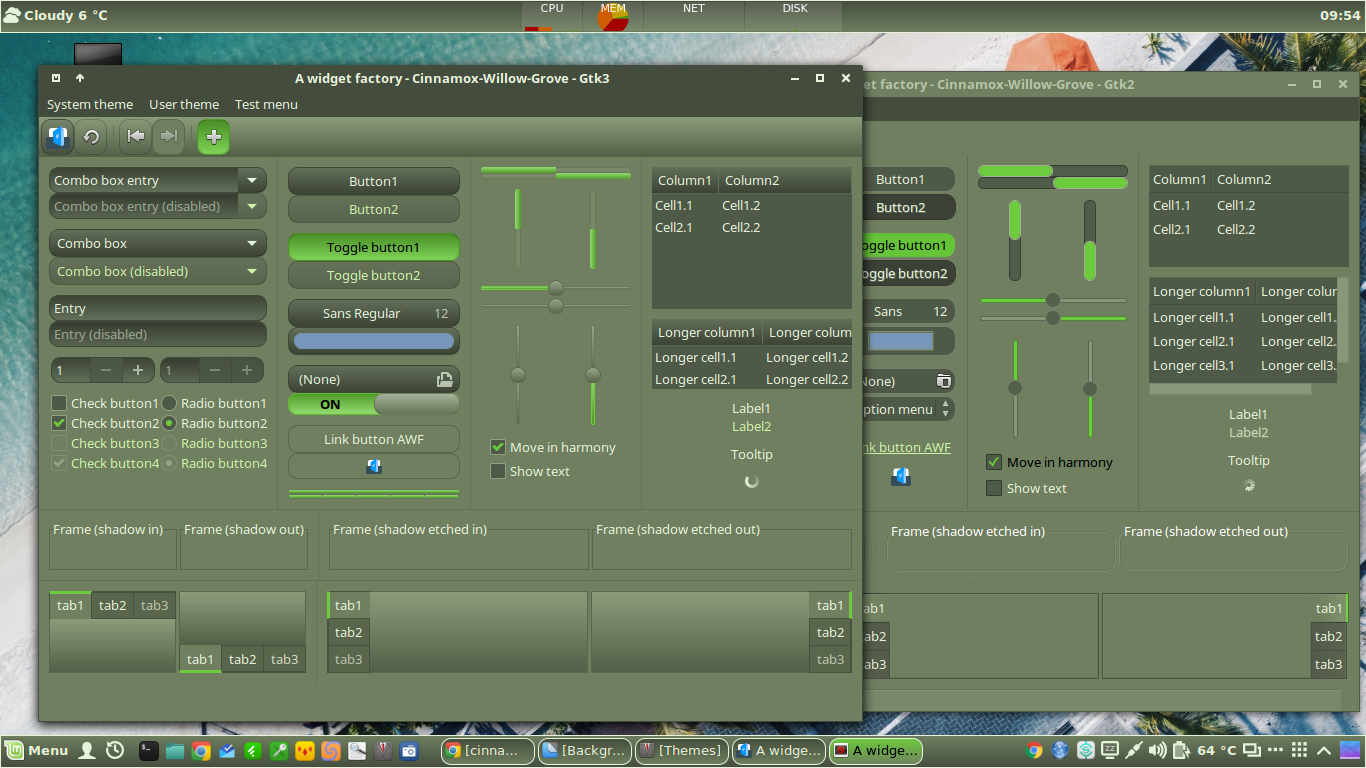 Cloudy 6 °C
CPU
MEM
NET
DISK
09:54
A widget factory - Cinnamox-Willow-Grove - Gtk3
System theme
User theme
Test menu
Combo box entry
Combo box entry (disabled)
Combo box
Combo box (disabled)
Entry
Entry (disabled)
1
1
Check button1
Radio button1
Check button2
Radio button2
Check button3
Radio button3
Check button4
Radio button4
Button1
Button2
Toggle button1
Toggle button2
Sans Regular 12
(None)
ON
Link button AWF
Move in harmony
Show text
Column1 Column2
Cell1.1 Cell1.2
Cell2.1 Cell2.2
Longer column1 Longer colum
Longer cell1.1 Longer cell1.2
Longer cell2.1 Longer cell2.2
Label1
Label2
Tooltip
Frame (shadow in)
Frame (shadow out)
Frame (shadow etched in)
Frame (shadow etched out)
tab1 tab2 tab3
tab1 tab2 tab3
tab1
tab2
tab3
tab1
tab2
tab3
et factory - Cinnamox-Willow-Grove - Gtk2
Button1
Button2
oggle button1
oggle button2
Sans 12
None)
ption menu
nk button AWF
Move in harmony
Show text
Column1 Column2
Cell1.1 Cell1.2
Cell2.1 Cell2.2
Longer column1 Longer colur
Longer cell1.1 Longer cell1.
Longer cell2.1 Longer cell2.
Longer cell3.1 Longer cell3.
Label1
Label2
Tooltip
Frame (shadow etched in)
Frame (shadow etched out)
ab1
ab2
ab3
tab1
tab2
tab3
Menu
[cinna...
[Backgr...
[Themes]
A widge...
A widge...
64 °C